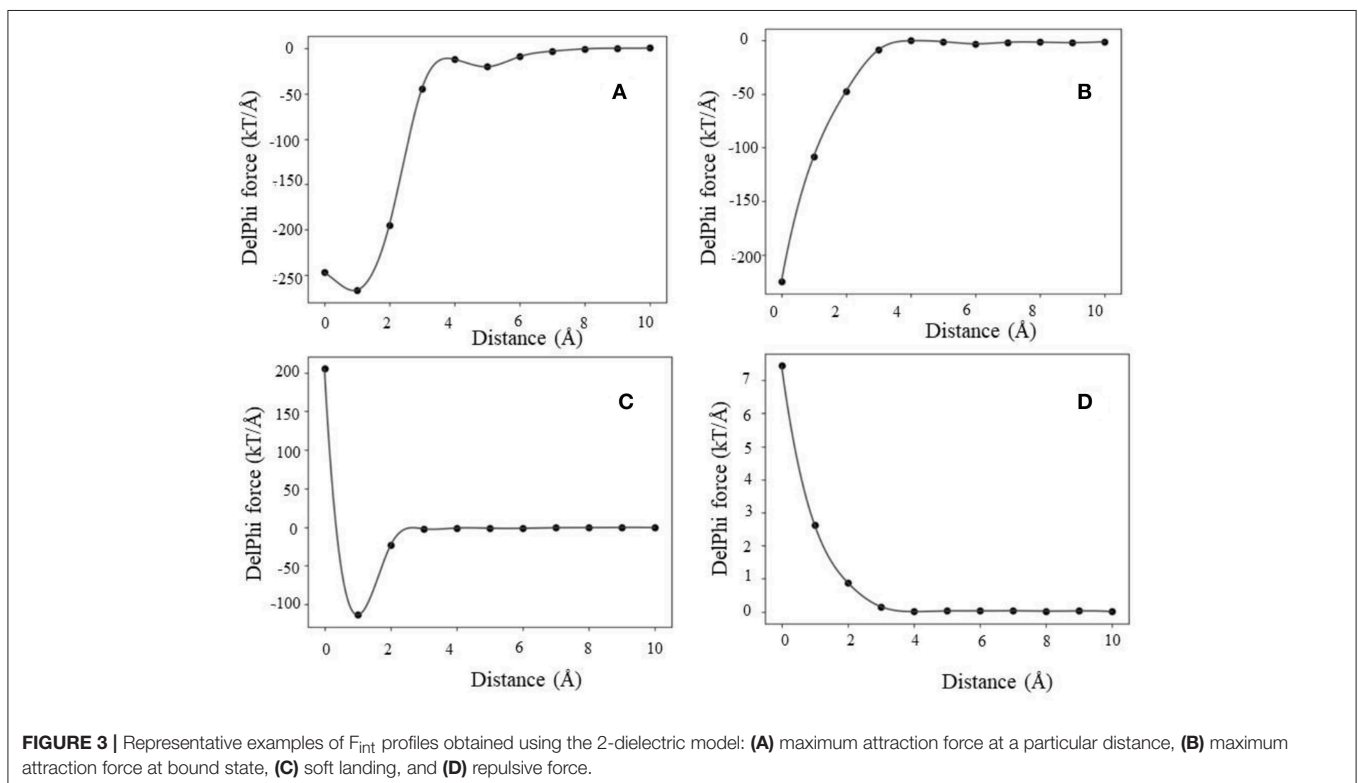 0
-50
-100
-150
-200
-250
DelPhi force (kT/Å)
A
0 2 4 6 8 10
Distance (Å)
0
-50
-100
-150
-200
DelPhi force (kT/Å)
B
0 2 4 6 8 10
Distance (Å)
200
150
100
50
0
-50
-100
DelPhi force (kT/Å)
C
0 2 4 6 8 10
Distance (Å)
7
6
5
4
3
2
1
0
DelPhi force (kT/Å)
D
0 2 4 6 8 10
Distance (Å)
FIGURE 3 | Representative examples of Fint profiles obtained using the 2-dielectric model: (A) maximum attraction force at a particular distance, (B) maximum
attraction force at bound state, (C) soft landing, and (D) repulsive force.